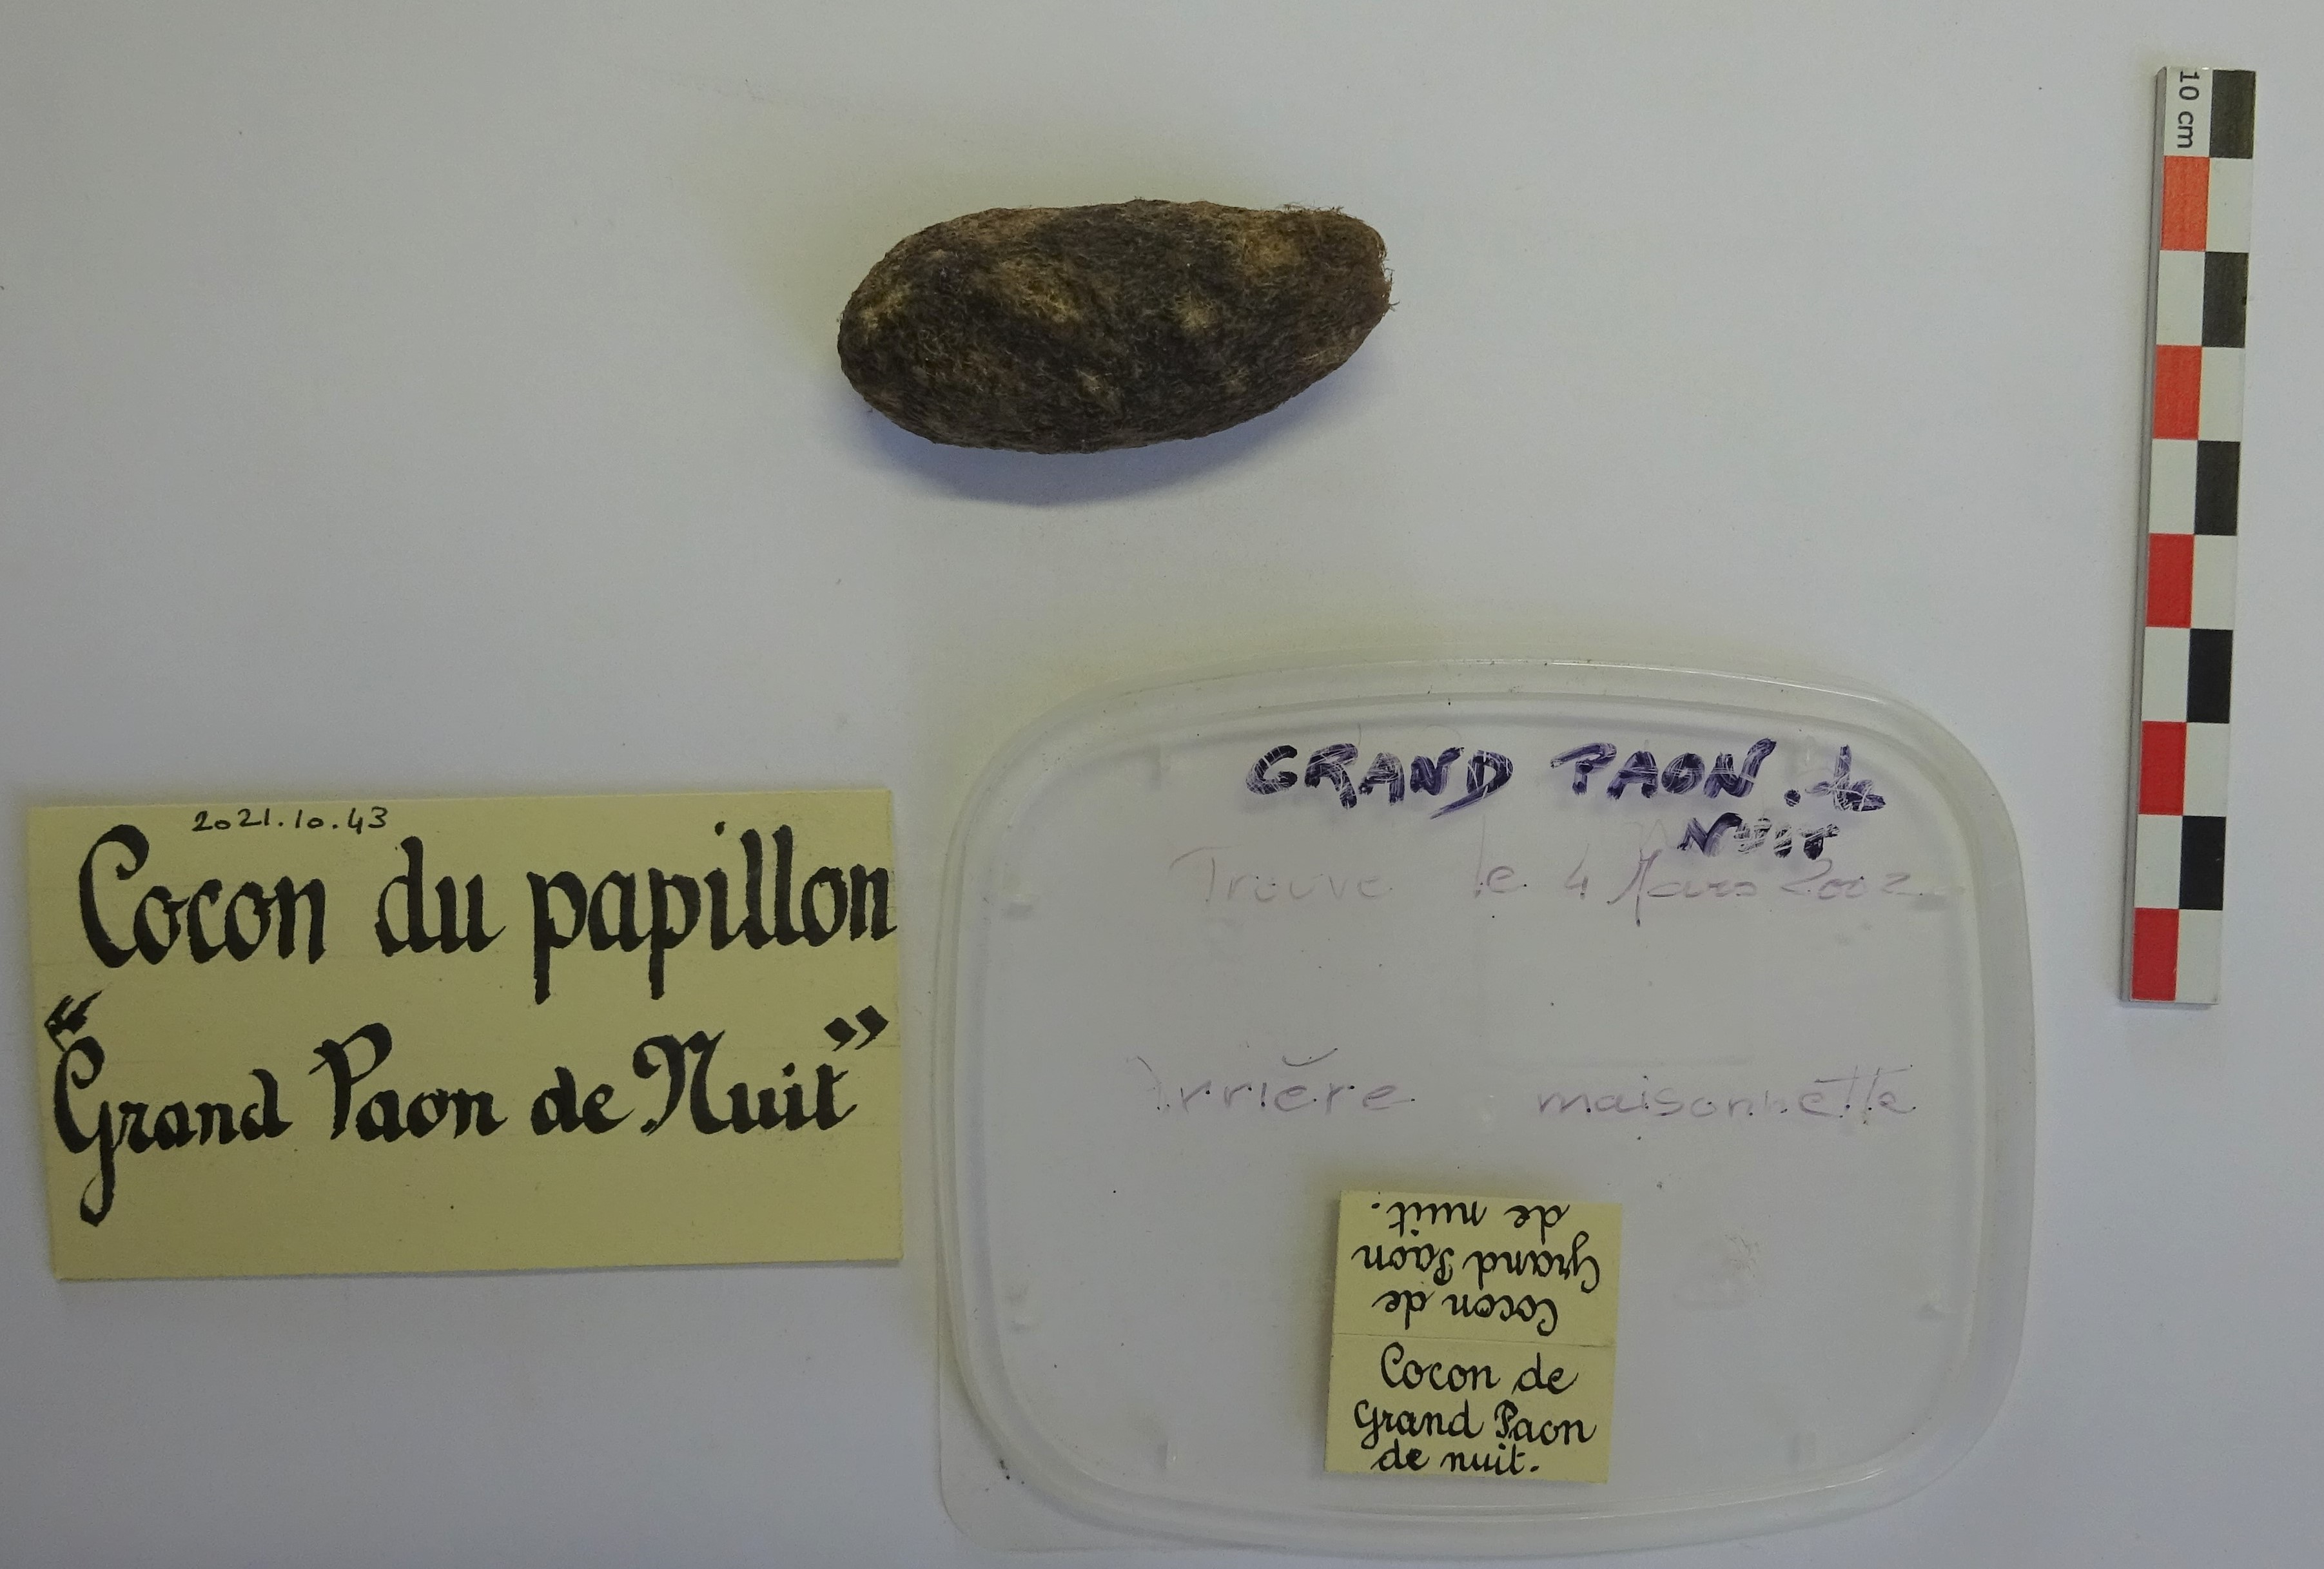 10 cm
GRAND PAON. de
NUIT
Trouvé le 4 Mars 2002
Arrière maisonnette
2021.10.43
Cocon du papillon
"Grand Paon de Nuit"
Cocon de
Grand Paon
de nuit.
Cocon de
Grand Paon
de nuit.